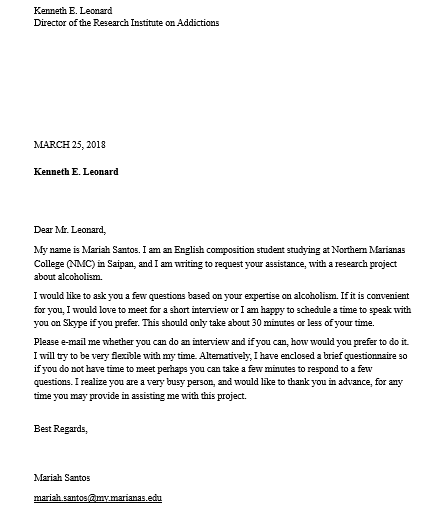 Kenneth E. Leonard
Director of the Research Institute on Addictions
MARCH 25, 2018
Kenneth E. Leonard
Dear Mr. Leonard,
My name is Mariah Santos. I am an English composition student studying at Northern Marianas
College (NMC) in Saipan, and I am writing to request your assistance, with a research project
about alcoholism.
I would like to ask you a few questions based on your expertise on alcoholism. If it is convenient
for you, I would love to meet for a short interview or I am happy to schedule a time to speak with
you on Skype if you prefer. This should only take about 30 minutes or less of your time.
Please e-mail me whether you can do an interview and if you can, how would you prefer to do it.
I will try to be very flexible with my time. Alternatively, I have enclosed a brief questionnaire so
if you do not have time to meet perhaps you can take a few minutes to respond to a few
questions. I realize you are a very busy person, and would like to thank you in advance, for any
time you may provide in assisting me with this project.
Best Regards,
Mariah Santos
mariah.santos@my.marianas.edu